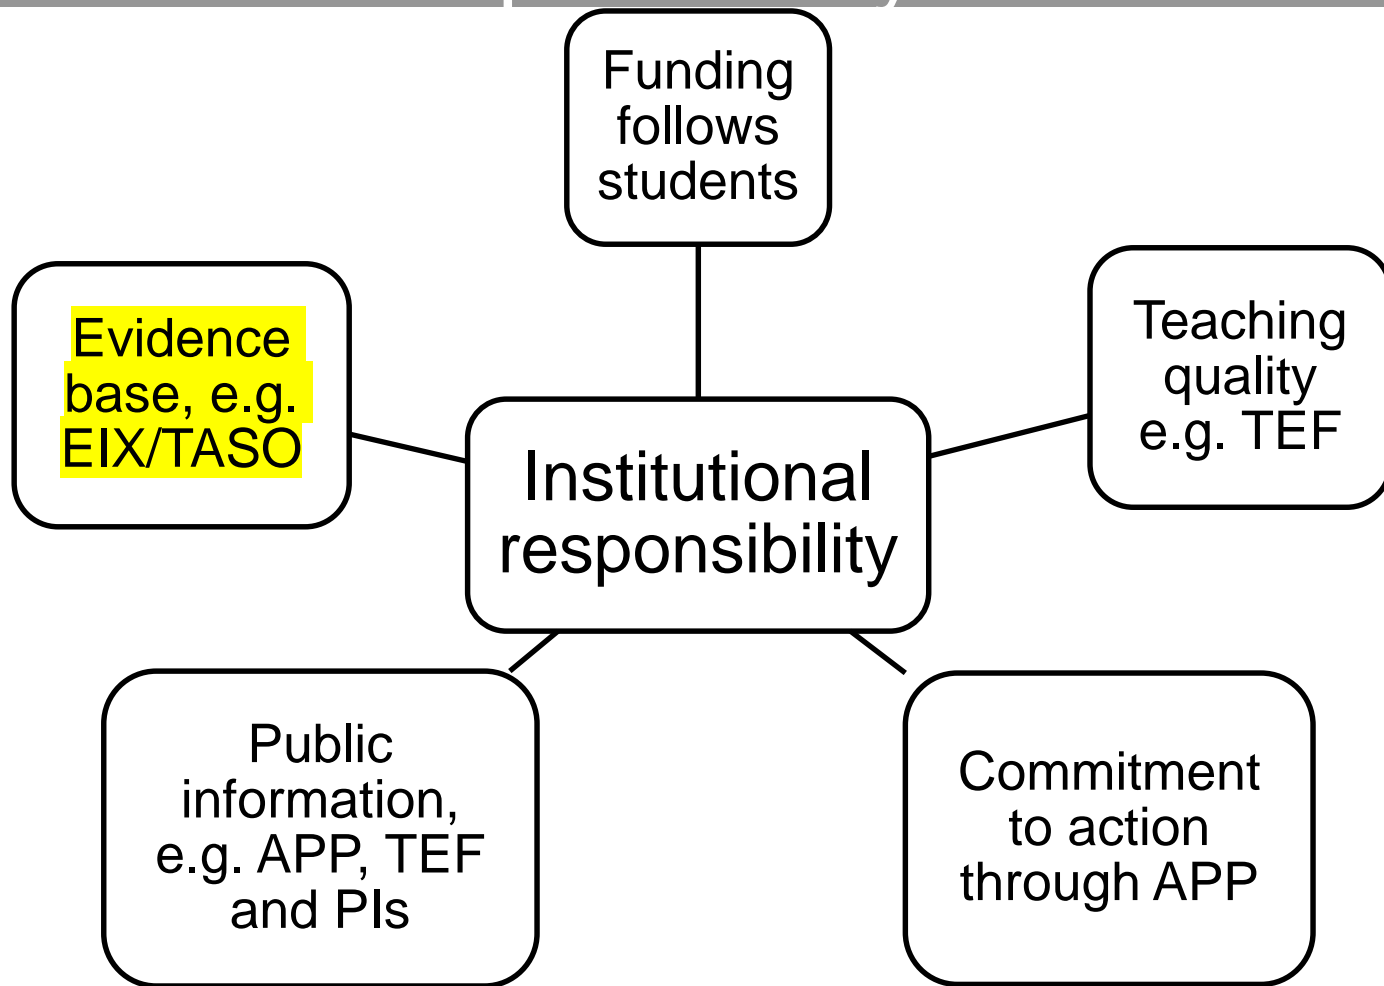 Funding
follows
students
Evidence
base, e.g.
EIX/TASO
Teaching
quality
e.g. TEF
Institutional
responsibility
Public
information,
e.g. APP, TEF
and PIs
Commitment
to action
through APP